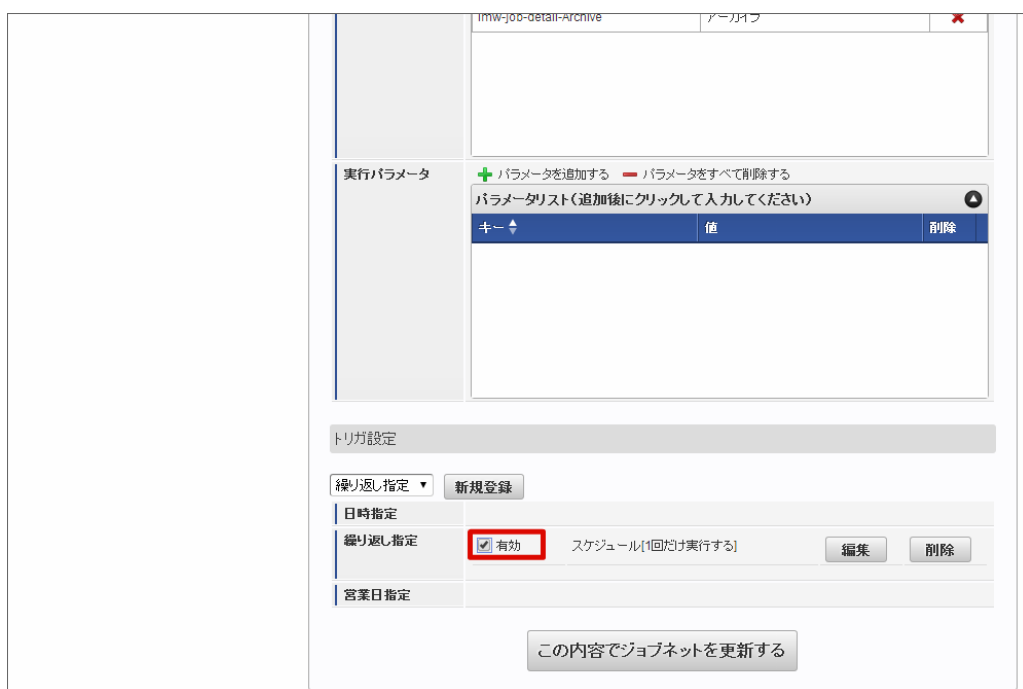 imw-job-detail-Archive アーカイブ
実行パラメータ パラメータを追加する パラメータをすべて削除する
パラメータリスト(追加後にクリックして入力してください)
キー 値 削除
トリガ設定
繰り返し指定 新規登録
日時指定
繰り返し指定 有効 スケジュール[1回だけ実行する] 編集 削除
営業日指定
この内容でジョブネットを更新する